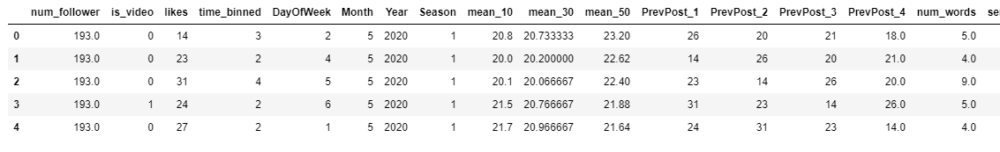 num_follower is_video likes time_binned DayOfWeek Month Year Season mean_10 mean_30 mean_50 PrevPost_1 PrevPost_2 PrevPost_3 PrevPost_4 num_words
0 193.0 0 14 3 2 5 2020 1 20.8 20.733333 23.20 26 20 21 18.0 5.0
1 193.0 0 23 2 4 5 2020 1 20.0 20.200000 22.62 14 26 20 21.0 4.0
2 193.0 0 31 4 5 5 2020 1 20.1 20.066667 22.40 23 14 26 20.0 9.0
3 193.0 1 24 2 6 5 2020 1 21.5 20.766667 21.88 31 23 14 26.0 5.0
4 193.0 0 27 2 1 5 2020 1 21.7 20.966667 21.64 24 31 23 14.0 4.0